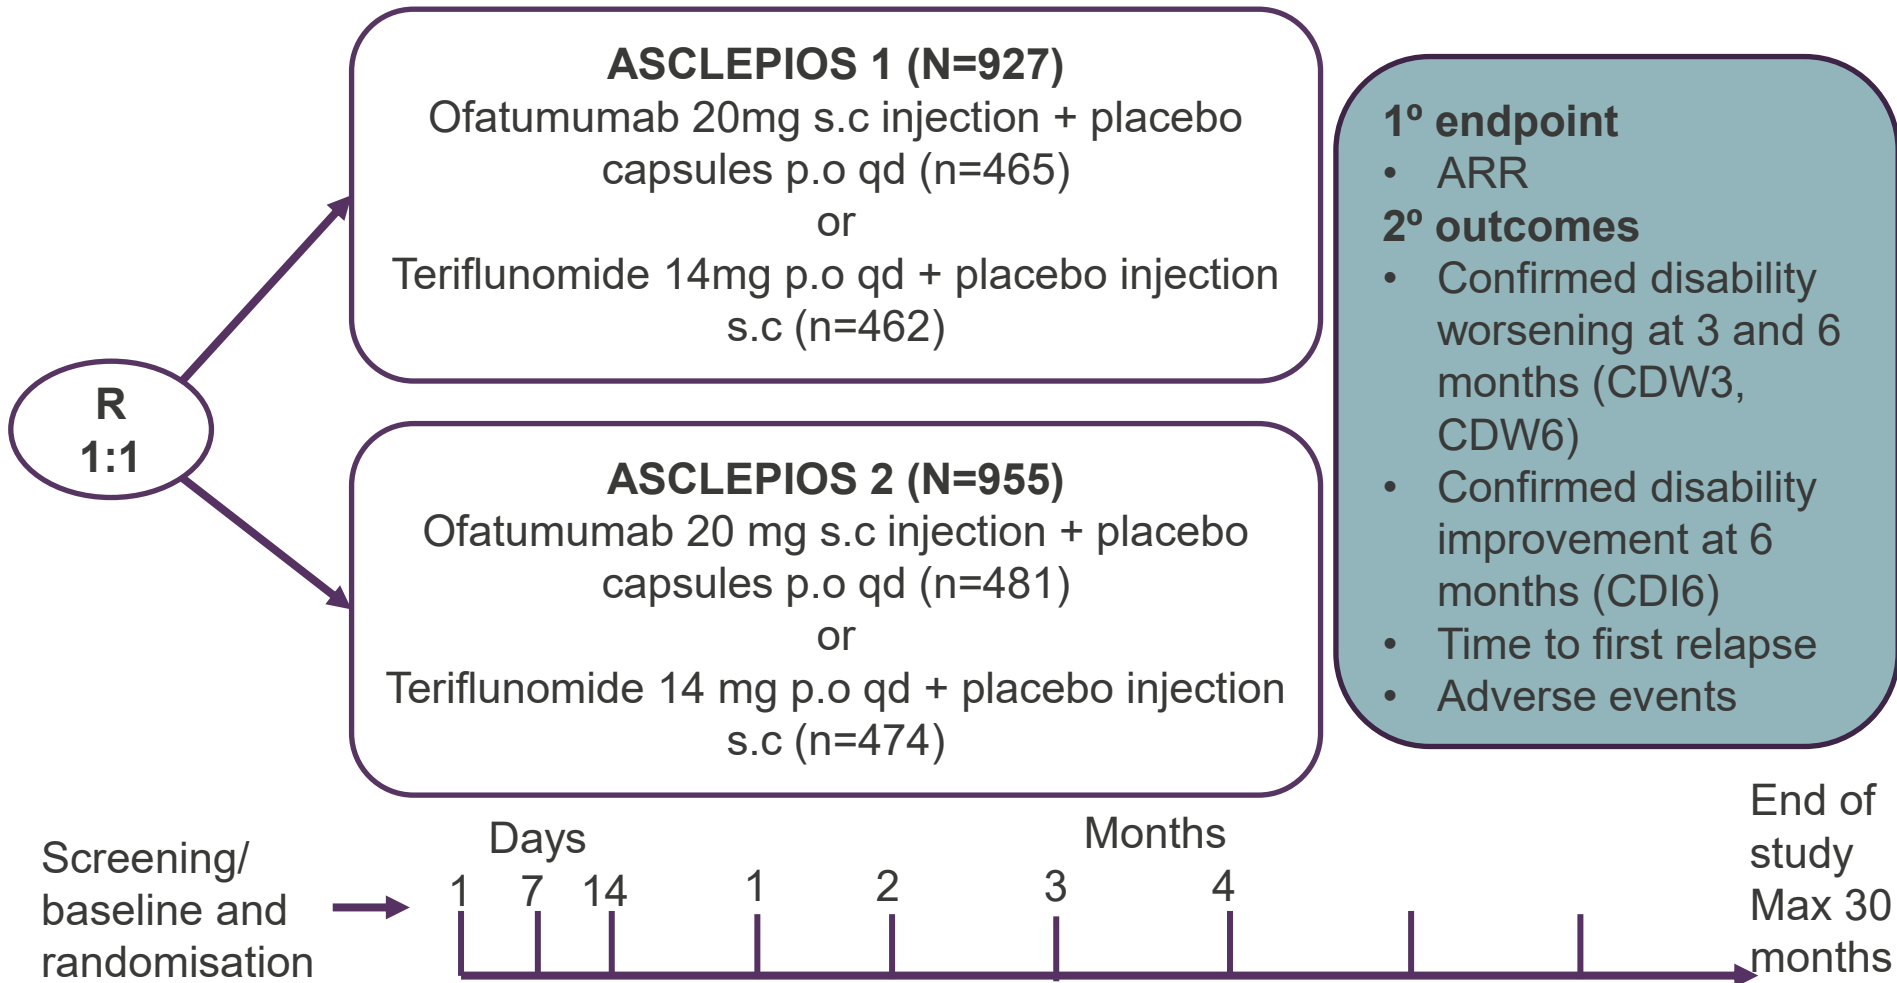 R
1:1
ASCLEPIOS 1 (N=927)
Ofatumumab 20mg s.c injection + placebo
capsules p.o qd (n=465)
or
Teriflunomide 14mg p.o qd + placebo injection
s.c (n=462)
ASCLEPIOS 2 (N=955)
Ofatumumab 20 mg s.c injection + placebo
capsules p.o qd (n=481)
or
Teriflunomide 14 mg p.o qd + placebo injection
s.c (n=474)
1º endpoint
• ARR
2º outcomes
• Confirmed disability
worsening at 3 and 6
months (CDW3,
CDW6)
• Confirmed disability
improvement at 6
months (CDI6)
• Time to first relapse
• Adverse events
Screening/
baseline and
randomisation
Days
1 7 14
Months
1 2 3 4
End of
study
Max 30
months